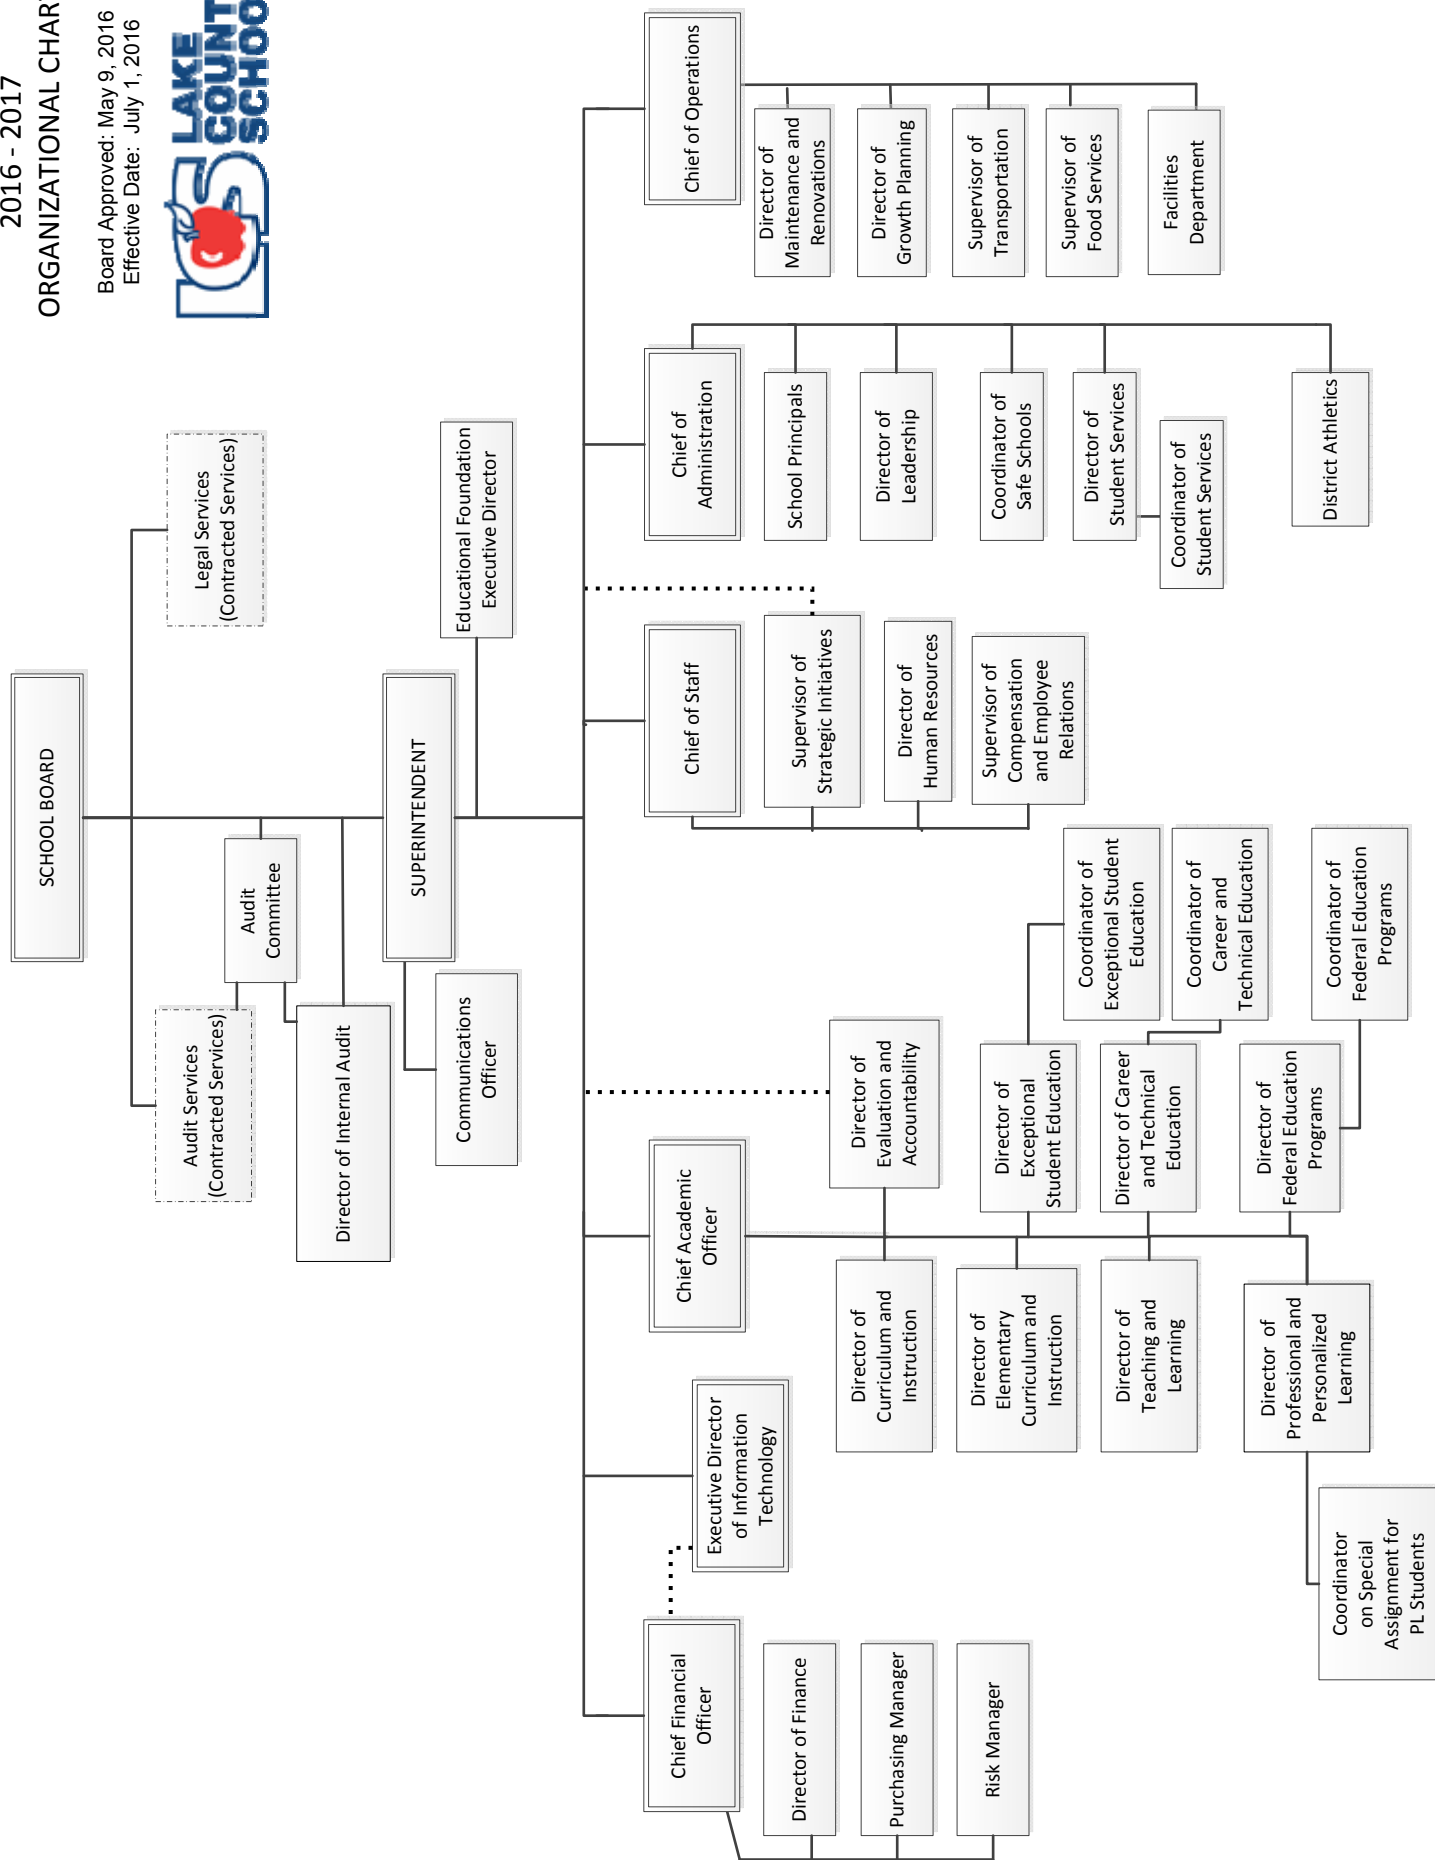 2016 - 2017
ORGANIZATIONAL CHAR
Board Approved: May 9, 2016
Effective Date: July 1, 2016
LCS
LAKE
COUNT
SCHOO
SCHOOL BOARD
Legal Services
(Contracted Services)
Audit Services
(Contracted Services)
Audit
Committee
Director of Internal Audit
SUPERINTENDENT
Communications
Officer
Educational Foundation
Executive Director
Chief Financial
Officer
Director of Finance
Purchasing Manager
Risk Manager
Executive Director
of Information
Technology
Chief Academic
Officer
Director of
Curriculum and
Instruction
Director of
Elementary
Curriculum and
Instruction
Director of
Teaching and
Learning
Director of
Professional and
Personalized
Learning
Coordinator
on Special
Assignment for
PL Students
Director of
Evaluation and
Accountability
Director of
Exceptional
Student Education
Coordinator of
Exceptional Student
Education
Director of Career
and Technical
Education
Coordinator of
Career and
Technical Education
Director of
Federal Education
Programs
Coordinator of
Federal Education
Programs
Chief of Staff
Supervisor of
Strategic Initiatives
Director of
Human Resources
Supervisor of
Compensation
and Employee
Relations
Chief of
Administration
School Principals
Director of
Leadership
Coordinator of
Safe Schools
Director of
Student Services
Coordinator of
Student Services
District Athletics
Chief of Operations
Director of
Maintenance and
Renovations
Director of
Growth Planning
Supervisor of
Transportation
Supervisor of
Food Services
Facilities
Department